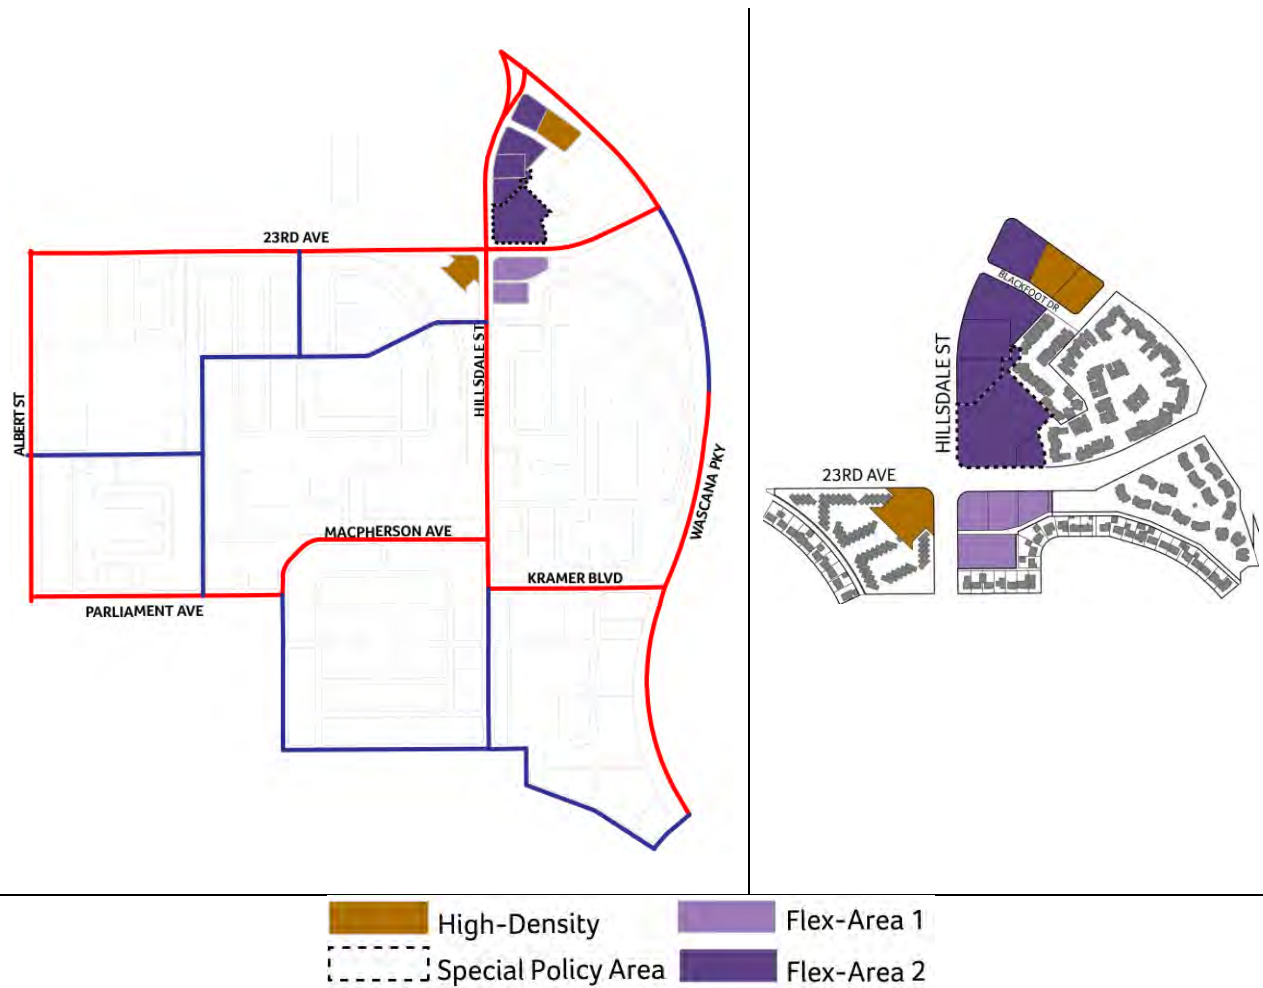 23RD AVE
ALBERT ST
HILLSDALE ST
WASCANA PKY
MACPHERSON AVE
KRAMER BLVD
PARLIAMENT AVE
BLACKFOOT DR
HILLSDALE ST
23RD AVE
High-Density
Flex-Area 1
Special Policy Area
Flex-Area 2